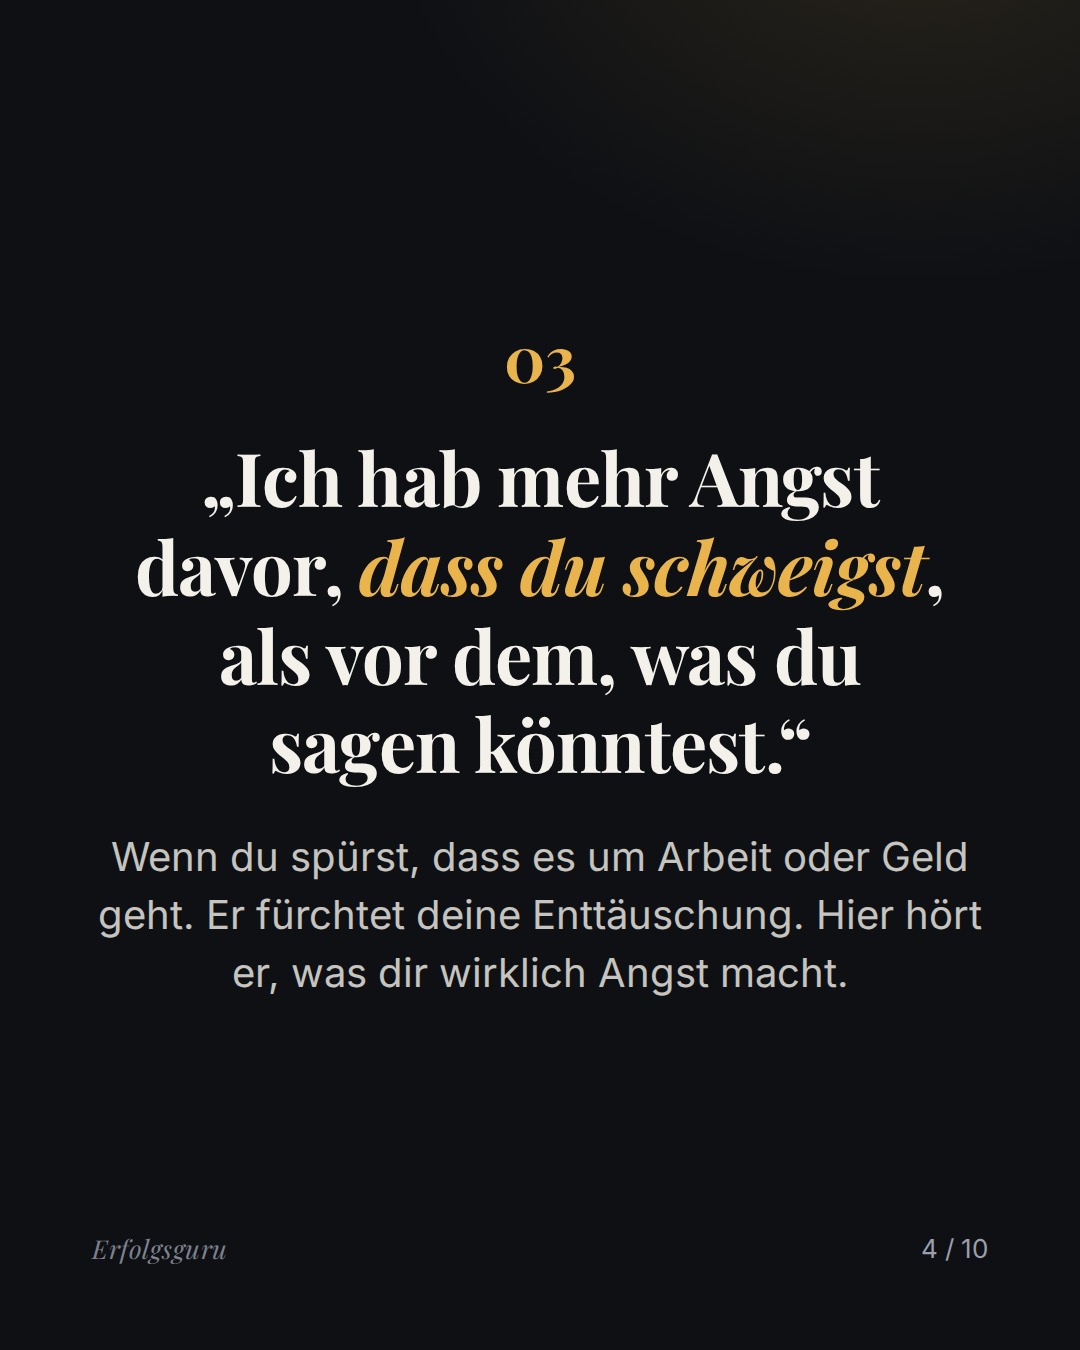 03
„Ich hab mehr Angst
davor, dass du schweigst,
als vor dem, was du
sagen könntest.“
Wenn du spürst, dass es um Arbeit oder Geld
geht. Er fürchtet deine Enttäuschung. Hier hört
er, was dir wirklich Angst macht.
Erfolgsguru
4 / 10